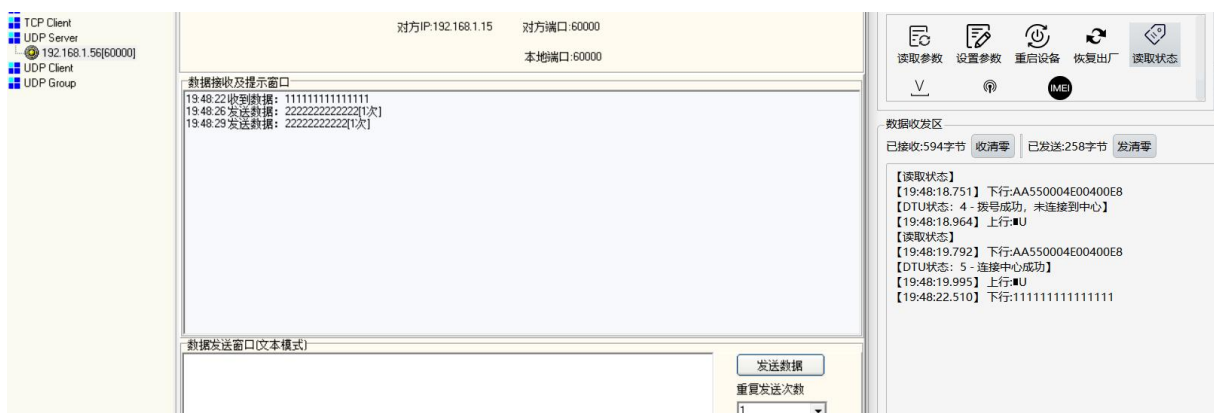 TCP Client
UDP Server
192.168.1.56[60000]
UDP Client
UDP Group
对方IP:192.168.1.15 对方端口:60000
本地端口:60000
数据接收及提示窗口
19:48:22收到数据：111111111111111
19:48:26发送数据：2222222222222[1次]
19:48:29发送数据：22222222222[1次]
数据发送窗口(文本模式)
发送数据
重复发送次数
1
读取参数 设置参数 重启设备 恢复出厂 读取状态
IMEI
数据收发区
已接收:594字节 收清零 已发送:258字节 发清零
【读取状态】
【19:48:18.751】下行:AA550004E00400E8
【DTU状态：4 - 拨号成功，未连接到中心】
【19:48:18.964】上行:■U
【读取状态】
【19:48:19.792】下行:AA550004E00400E8
【DTU状态：5 - 连接中心成功】
【19:48:19.995】上行:■U
【19:48:22.510】下行:111111111111111